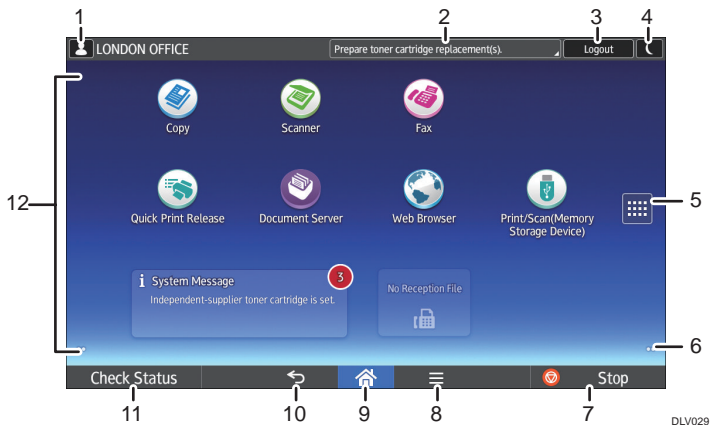 1
2
3
4
LONDON OFFICE
Prepare toner cartridge replacement(s).
Logout
Copy
Scanner
Fax
12
5
Quick Print Release
Document Server
Web Browser
Print/Scan(Memory
Storage Device)
i System Message
3
Independent-supplier toner cartridge is set.
No Reception File
6
Check Status
Stop
11
10
9
8
7
DLV029